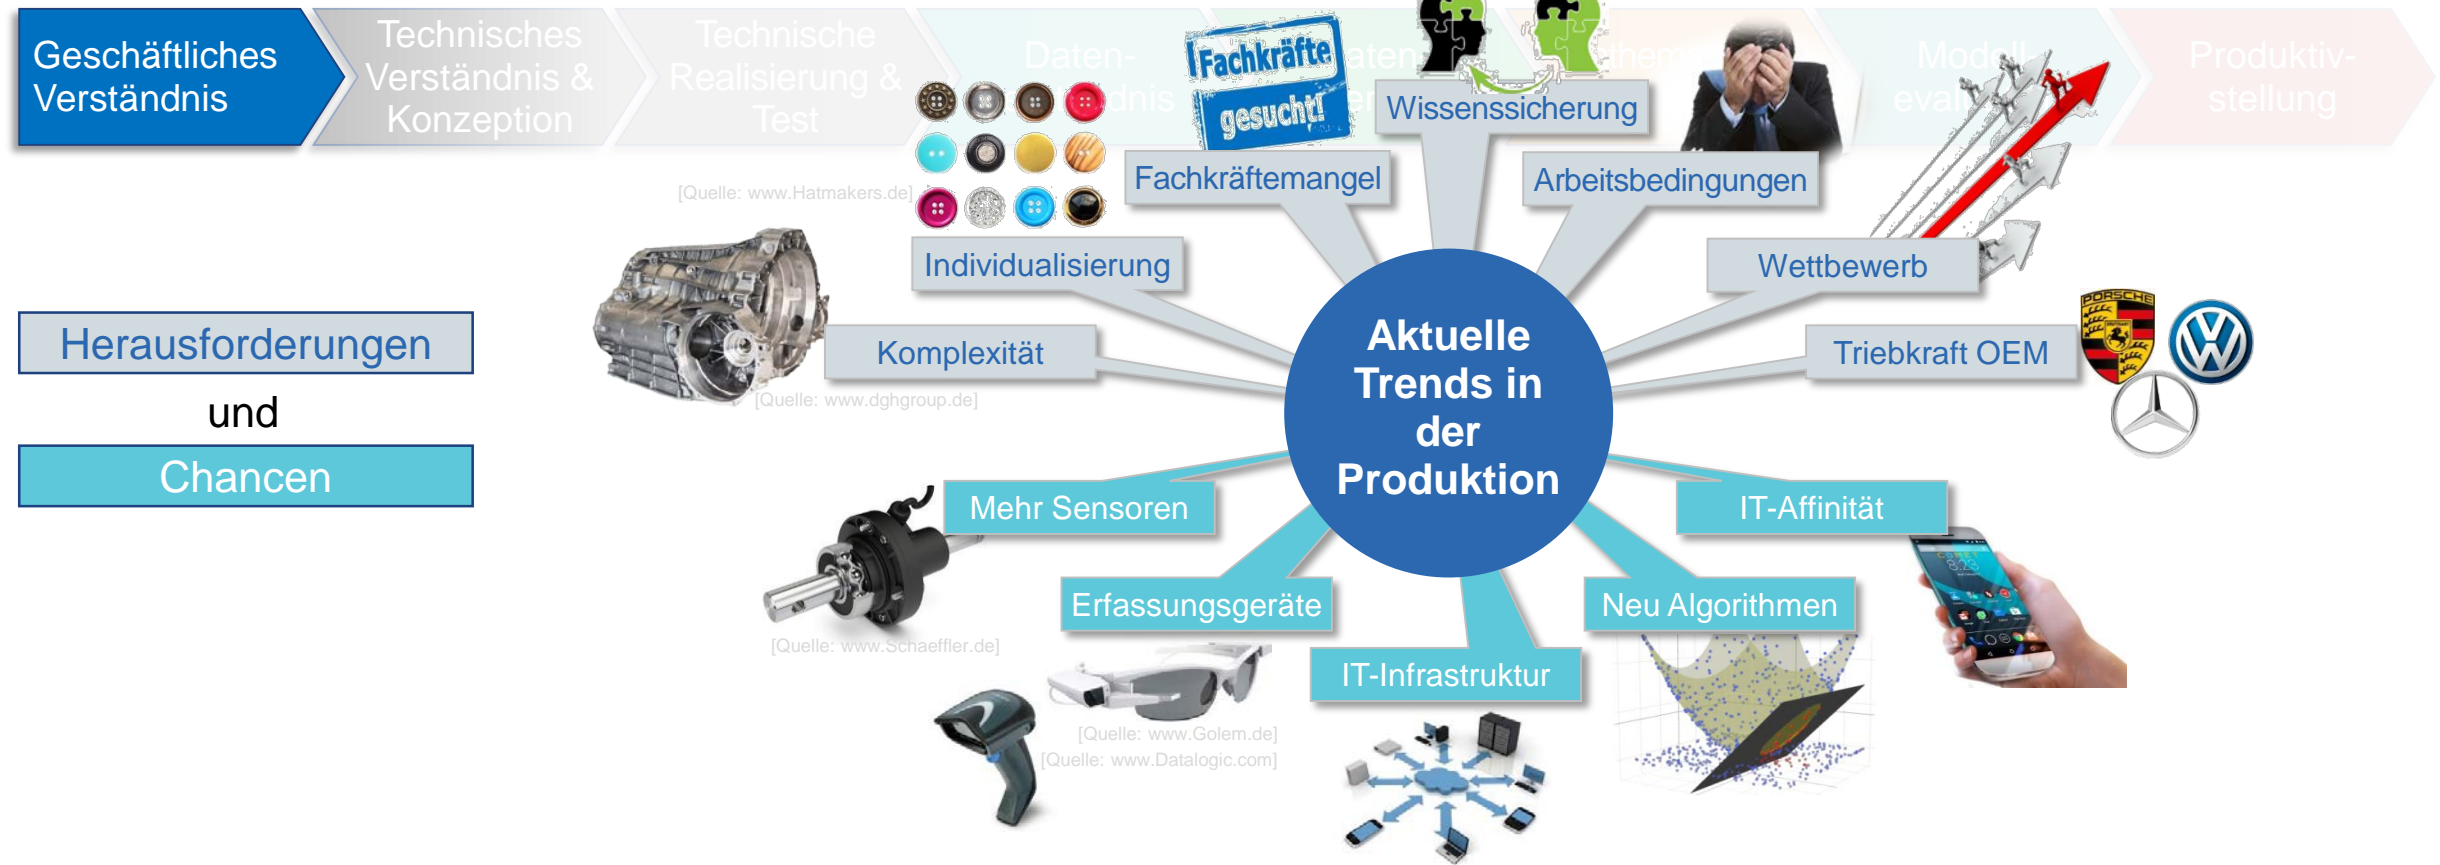 Geschäftliches
Verständnis
Technisches
Verständnis &
Konzeption
Technische
Realisierung &
Test
Daten-
Produktiv-
stellung
Fachkräfte
gesucht!
Wissenssicherung
Fachkräftemangel
Arbeitsbedingungen
[Quelle: www.Hatmakers.de]
Individualisierung
Wettbewerb
Komplexität
Triebkraft OEM
PORSCHE
[Quelle: www.dghgroup.de]
Herausforderungen
und
Chancen
Aktuelle
Trends in
der
Produktion
Mehr Sensoren
IT-Affinität
Erfassungsgeräte
Neu Algorithmen
[Quelle: www.Schaeffler.de]
IT-Infrastruktur
[Quelle: www.Golem.de]
[Quelle: www.Datalogic.com]